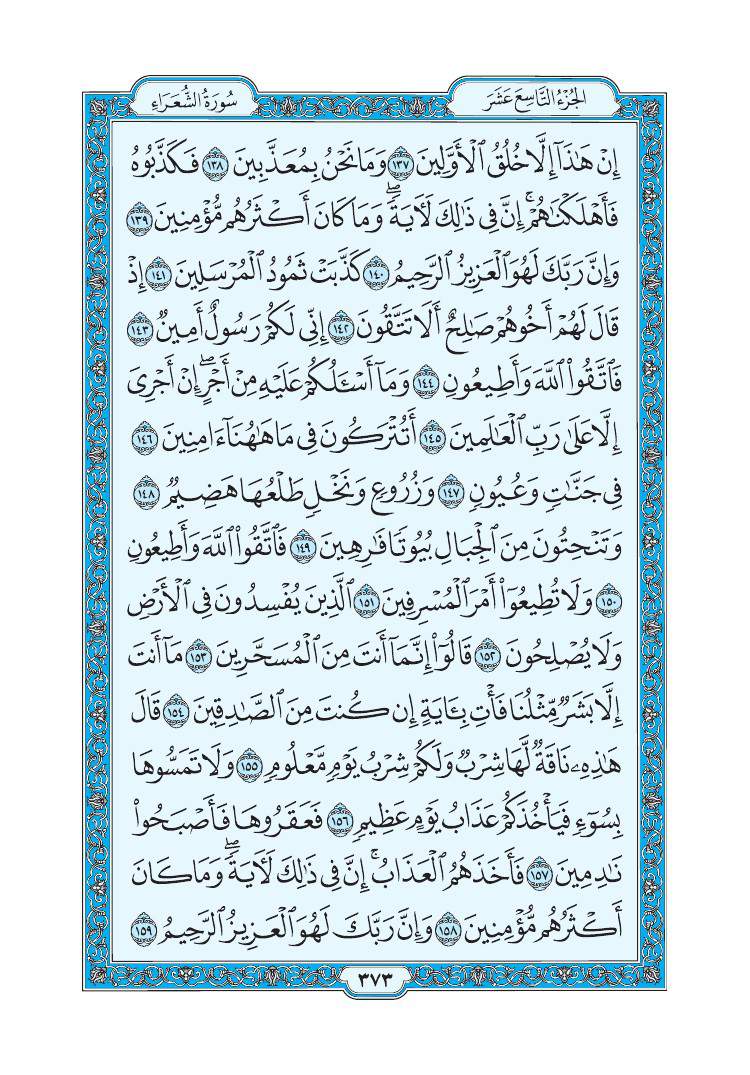 الجُزْءُ التَّاسِعَ عَشَرَ
سُورَةُ الشُّعَرَاءِ
إِنْ هَٰذَآ إِلَّا خُلُقُ ٱلْأَوَّلِينَ ١٣٧ وَمَا نَحْنُ بِمُعَذَّبِينَ ١٣٨ فَكَذَّبُوهُ
فَأَهْلَكْنَٰهُمْ ۚ إِنَّ فِى ذَٰلِكَ لَأٓيَةً ۖ وَمَا كَانَ أَكْثَرُهُم مُّؤْمِنِينَ ١٣٩
وَإِنَّ رَبَّكَ لَهُوَ ٱلْعَزِيزُ ٱلرَّحِيمُ ١٤٠ كَذَّبَتْ ثَمُودُ ٱلْمُرْسَلِينَ ١٤١ إِذْ
قَالَ لَهُمْ أَخُوهُمْ صَٰلِحٌ أَلَا تَتَّقُونَ ١٤٢ إِنِّى لَكُمْ رَسُولٌ أَمِينٌ ١٤٣
فَٱتَّقُوا۟ ٱللَّهَ وَأَطِيعُونِ ١٤٤ وَمَآ أَسْـَٔلُكُمْ عَلَيْهِ مِنْ أَجْرٍ ۖ إِنْ أَجْرِىَ
إِلَّا عَلَىٰ رَبِّ ٱلْعَٰلَمِينَ ١٤٥ أَتُتْرَكُونَ فِى مَا هَٰهُنَآ ءَامِنِينَ ١٤٦
فِى جَنَّٰتٍ وَعُيُونٍ ١٤٧ وَزُرُوعٍ وَنَخْلٍ طَلْعُهَا هَضِيمٌ ١٤٨
وَتَنْحِتُونَ مِنَ ٱلْجِبَالِ بُيُوتًا فَٰرِهِينَ ١٤٩ فَٱتَّقُوا۟ ٱللَّهَ وَأَطِيعُونِ
١٥٠ وَلَا تُطِيعُوٓا۟ أَمْرَ ٱلْمُسْرِفِينَ ١٥١ ٱلَّذِينَ يُفْسِدُونَ فِى ٱلْأَرْضِ
وَلَا يُصْلِحُونَ ١٥٢ قَالُوٓا۟ إِنَّمَآ أَنتَ مِنَ ٱلْمُسَحَّرِينَ ١٥٣ مَآ أَنتَ
إِلَّا بَشَرٌ مِّثْلُنَا فَأْتِ بِـَٔايَةٍ إِن كُنتَ مِنَ ٱلصَّٰدِقِينَ ١٥٤ قَالَ
هَٰذِهِۦ نَاقَةٌ لَّهَا شِرْبٌ وَلَكُمْ شِرْبُ يَوْمٍ مَّعْلُومٍ ١٥٥ وَلَا تَمَسُّوهَا
بِسُوٓءٍ فَيَأْخُذَكُمْ عَذَابُ يَوْمٍ عَظِيمٍ ١٥٦ فَعَقَرُوهَا فَأَصْبَحُوا۟
نَٰدِمِينَ ١٥٧ فَأَخَذَهُمُ ٱلْعَذَابُ ۚ إِنَّ فِى ذَٰلِكَ لَأٓيَةً ۖ وَمَا كَانَ
أَكْثَرُهُم مُّؤْمِنِينَ ١٥٨ وَإِنَّ رَبَّكَ لَهُوَ ٱلْعَزِيزُ ٱلرَّحِيمُ ١٥٩
٣٧٣